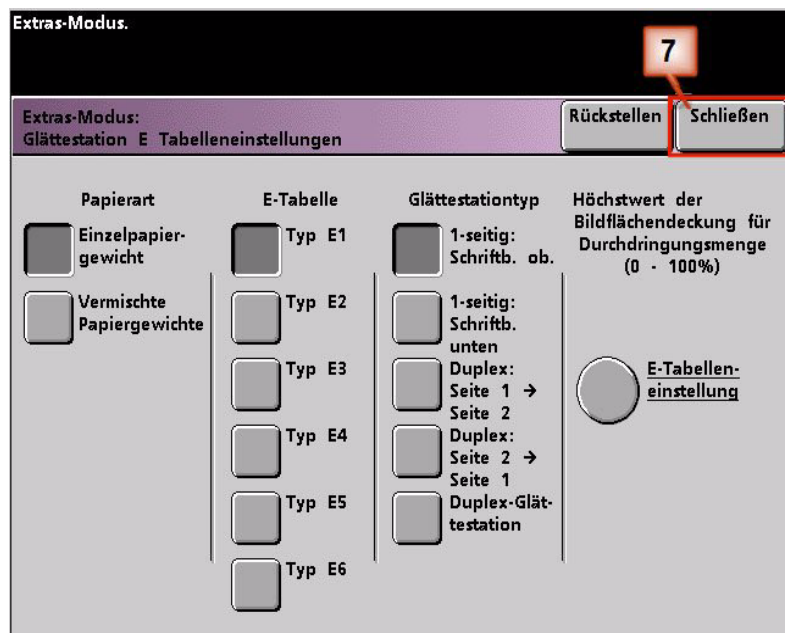 Extras-Modus.
7
Extras-Modus:
Glättestation E Tabelleneinstellungen
Rückstellen
Schließen
Papierart
Einzelpapier-
gewicht
Vermischte
Papiergewichte
E-Tabelle
Typ E1
Typ E2
Typ E3
Typ E4
Typ E5
Typ E6
Glättestationtyp
1-seitig:
Schriftb. ob.
1-seitig:
Schriftb.
unten
Duplex:
Seite 1 →
Seite 2
Duplex:
Seite 2 →
Seite 1
Duplex-Glät-
testation
Höchstwert der
Bildflächendeckung für
Durchdringungsmenge
(0 - 100%)
E-Tabellen-
einstellung